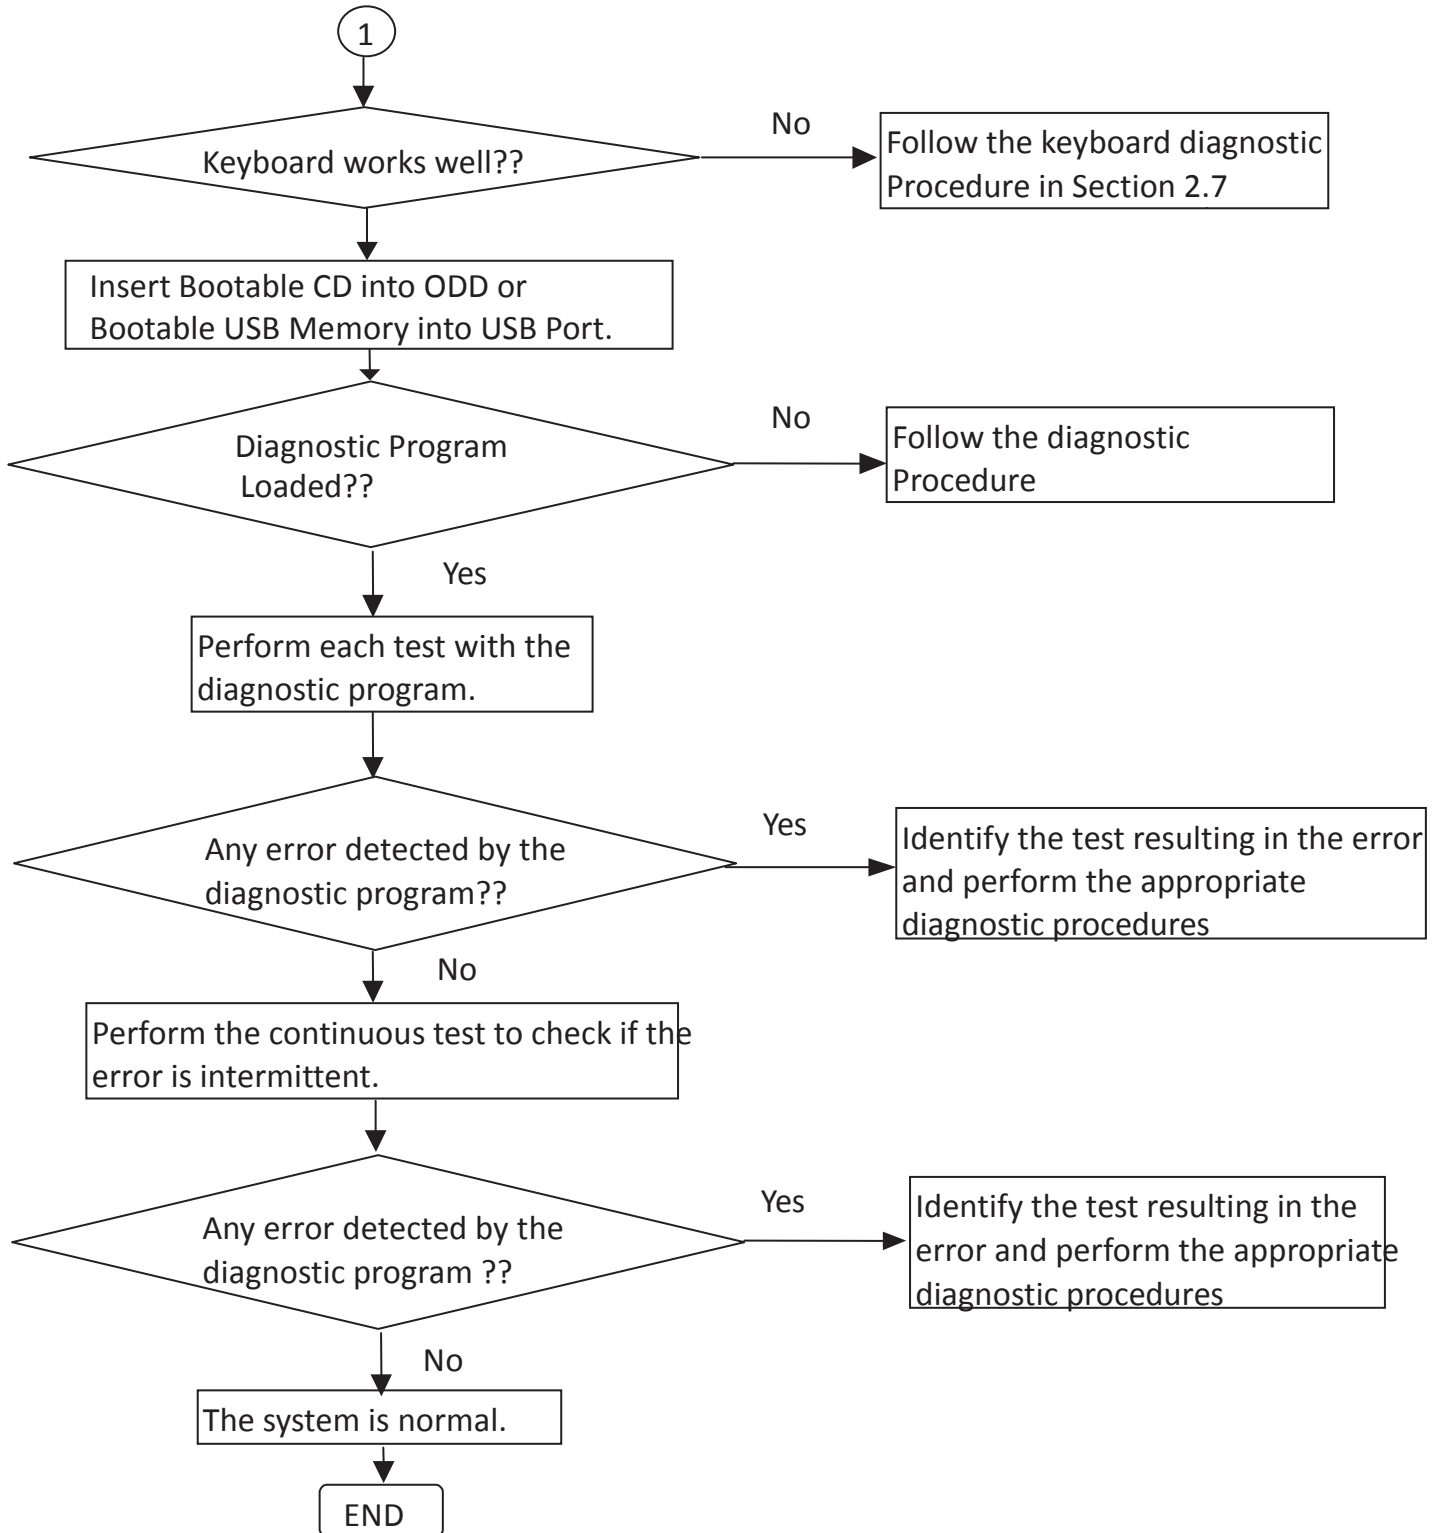 1
Keyboard works well??
No
Follow the keyboard diagnostic
Procedure in Section 2.7
Insert Bootable CD into ODD or
Bootable USB Memory into USB Port.
Diagnostic Program
Loaded??
No
Follow the diagnostic
Procedure
Yes
Perform each test with the
diagnostic program.
Any error detected by the
diagnostic program??
Yes
Identify the test resulting in the error
and perform the appropriate
diagnostic procedures
No
Perform the continuous test to check if the
error is intermittent.
Any error detected by the
diagnostic program ??
Yes
Identify the test resulting in the
error and perform the appropriate
diagnostic procedures
No
The system is normal.
END